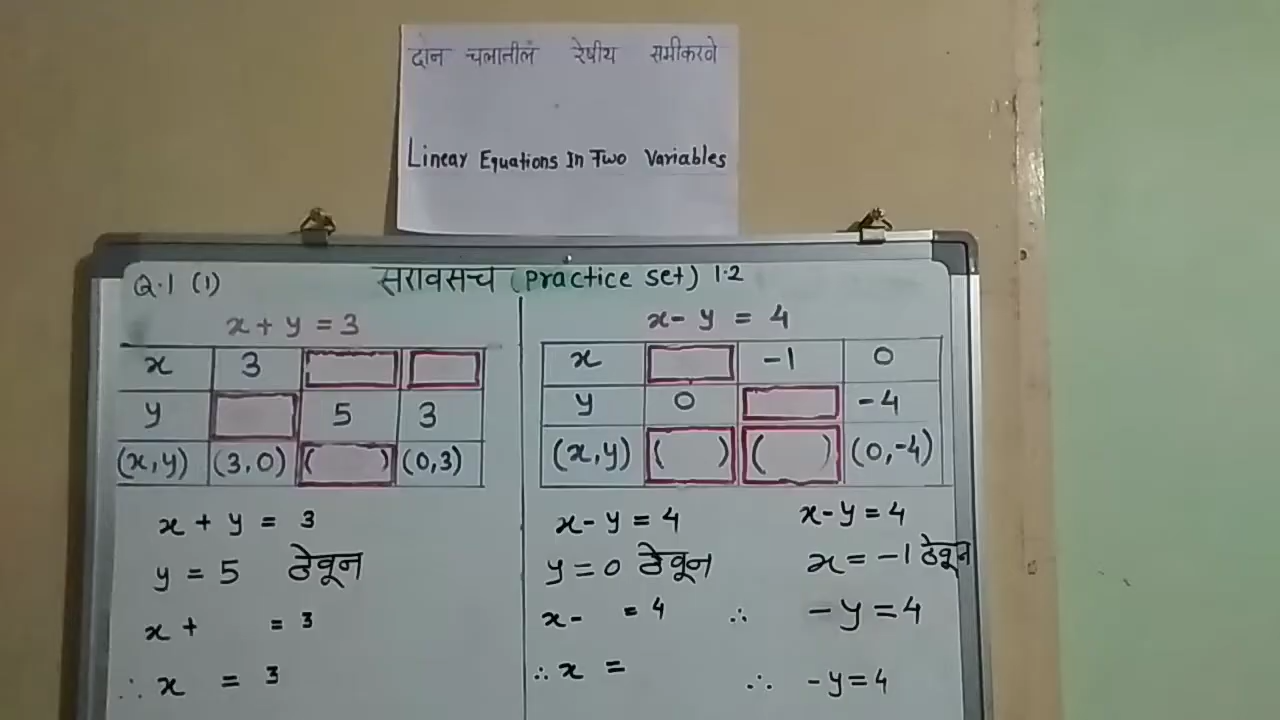 दोन चलातील रेषीय समीकरणे
Linear Equations In Two Variables
Q.1 (1) सरावसंच (Practice set) 1.2
x + y = 3
x 3
y 5 3
(x,y) (3,0) ( ) (0,3)
x + y = 3
y = 5 ठेवून
x + = 3
∴ x = 3
x - y = 4
x -1 0
y 0 -4
(x,y) ( ) ( ) (0,-4)
x - y = 4
y = 0 ठेवून
x - = 4
∴ x =
x - y = 4
x = -1 ठेवून
∴ - y = 4
∴ - y = 4